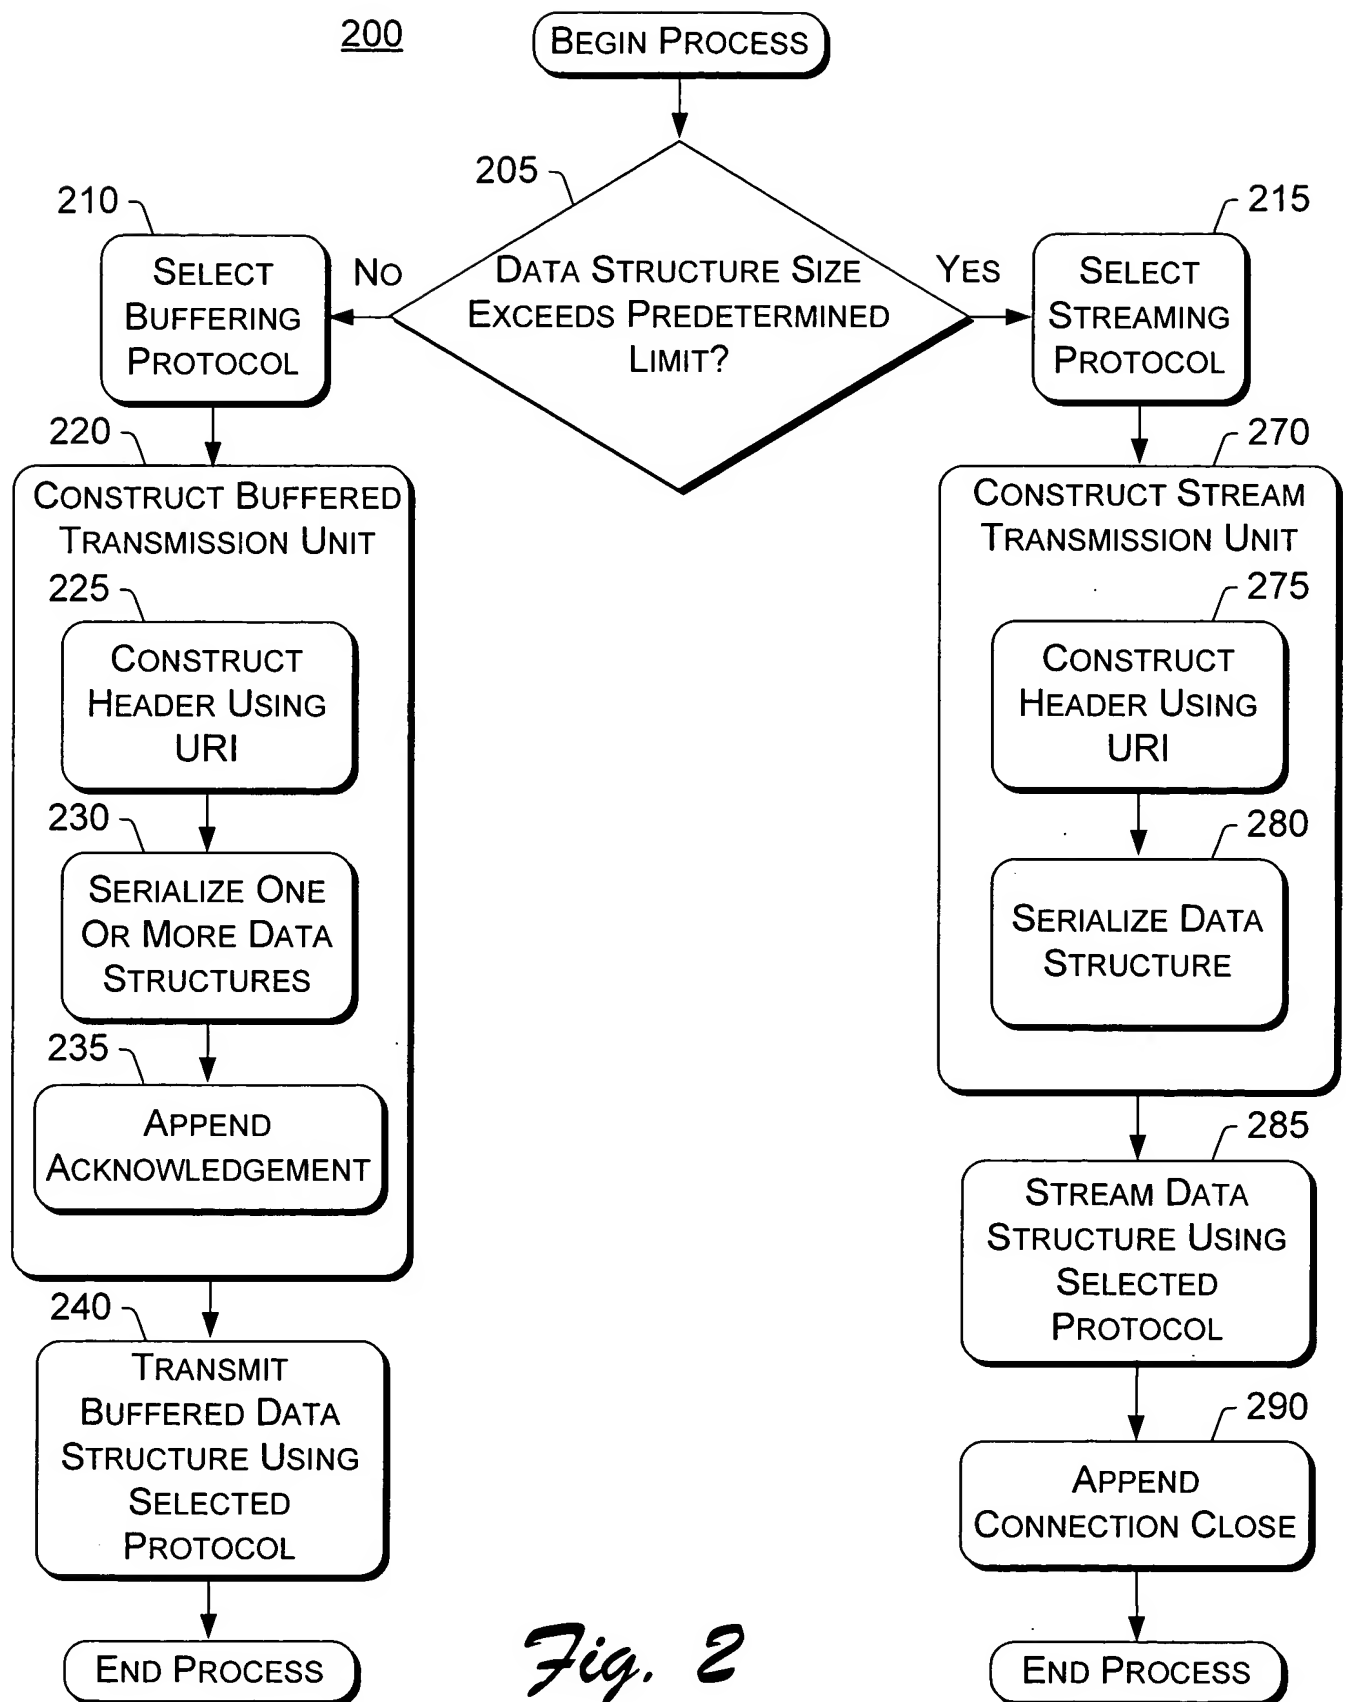 200
BEGIN PROCESS
205
DATA STRUCTURE SIZE
EXCEEDS PREDETERMINED
LIMIT?
NO
YES
210
SELECT
BUFFERING
PROTOCOL
220
CONSTRUCT BUFFERED
TRANSMISSION UNIT
225
CONSTRUCT
HEADER USING
URI
230
SERIALIZE ONE
OR MORE DATA
STRUCTURES
235
APPEND
ACKNOWLEDGEMENT
240
TRANSMIT
BUFFERED DATA
STRUCTURE USING
SELECTED
PROTOCOL
END PROCESS
215
SELECT
STREAMING
PROTOCOL
270
CONSTRUCT STREAM
TRANSMISSION UNIT
275
CONSTRUCT
HEADER USING
URI
280
SERIALIZE DATA
STRUCTURE
285
STREAM DATA
STRUCTURE USING
SELECTED
PROTOCOL
290
APPEND
CONNECTION CLOSE
END PROCESS
Fig. 2